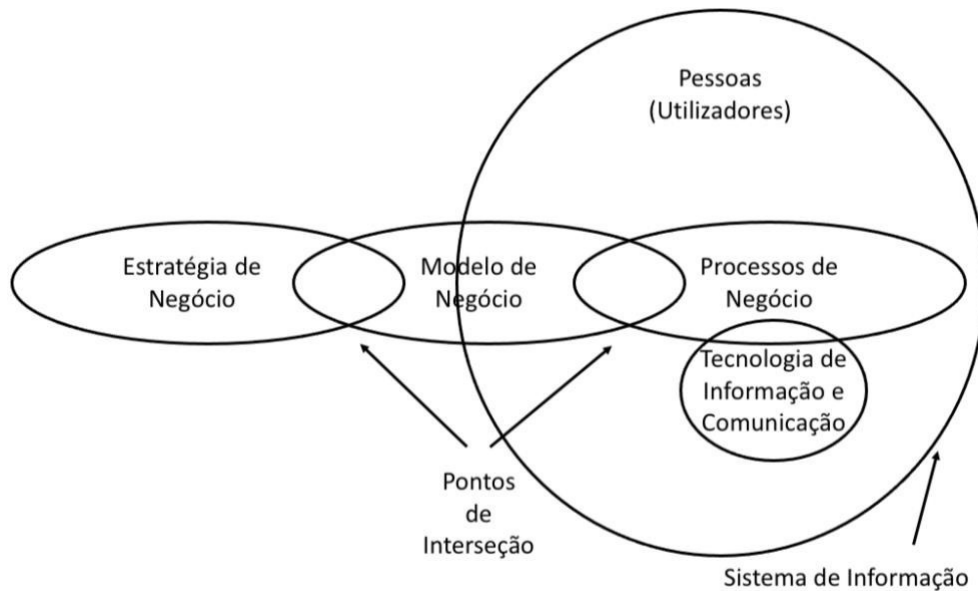 Pessoas
(Utilizadores)
Estratégia de
Negócio
Modelo de
Negócio
Processos de
Negócio
Tecnologia de
Informação e
Comunicação
Pontos
de
Interseção
Sistema de Informação